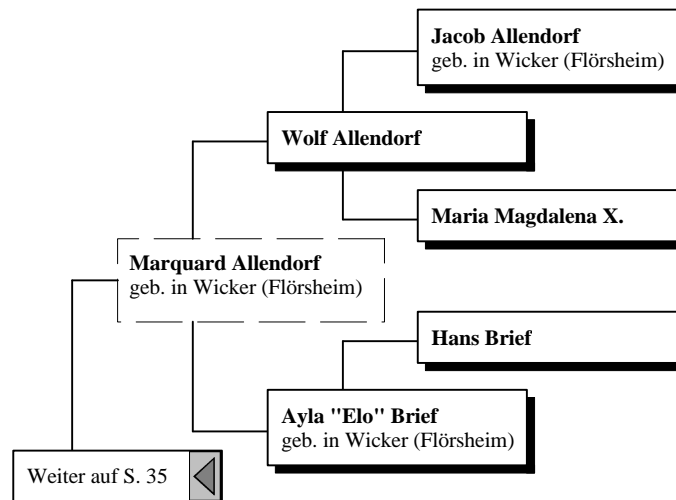 Jacob Allendorf
geb. in Wicker (Flörsheim)
Wolf Allendorf
Maria Magdalena X.
Marquard Allendorf
geb. in Wicker (Flörsheim)
Hans Brief
Ayla "Elo" Brief
geb. in Wicker (Flörsheim)
Weiter auf S. 35